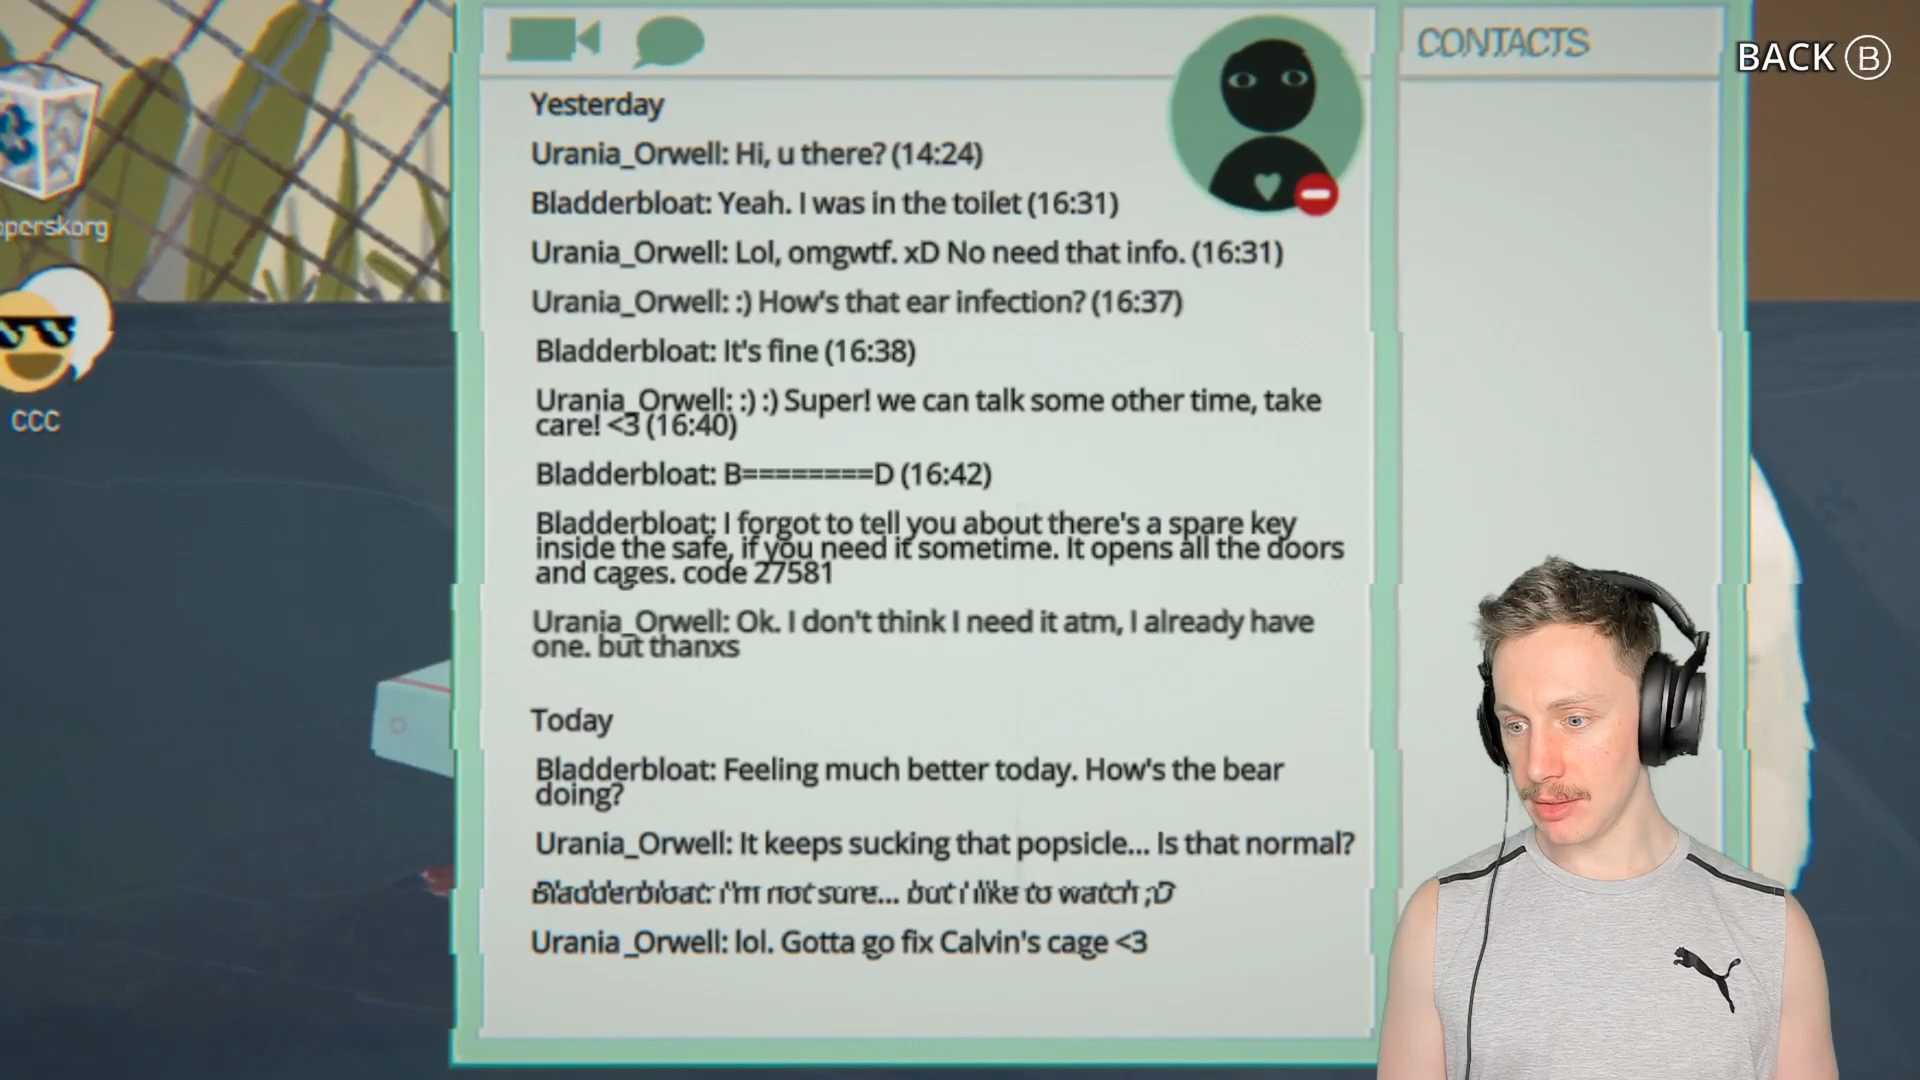 CONTACTS
BACK B
Yesterday
Urania_Orwell: Hi, u there? (14:24)
Bladderbloat: Yeah. I was in the toilet (16:31)
Urania_Orwell: Lol, omgwtf. xD No need that info. (16:31)
Urania_Orwell: :) How's that ear infection? (16:37)
Bladderbloat: It's fine (16:38)
Urania_Orwell: :) :) Super! we can talk some other time, take
care! <3 (16:40)
Bladderbloat: B========D (16:42)
Bladderbloat: I forgot to tell you about there's a spare key
inside the safe, if you need it sometime. It opens all the doors
and cages. code 27581
Urania_Orwell: Ok. I don't think I need it atm, I already have
one. but thanxs
Today
Bladderbloat: Feeling much better today. How's the bear
doing?
Urania_Orwell: It keeps sucking that popsicle... Is that normal?
Bladderbloat: i'm not sure... but i like to watch ;D
Urania_Orwell: lol. Gotta go fix Calvin's cage <3
perskorg
CCC